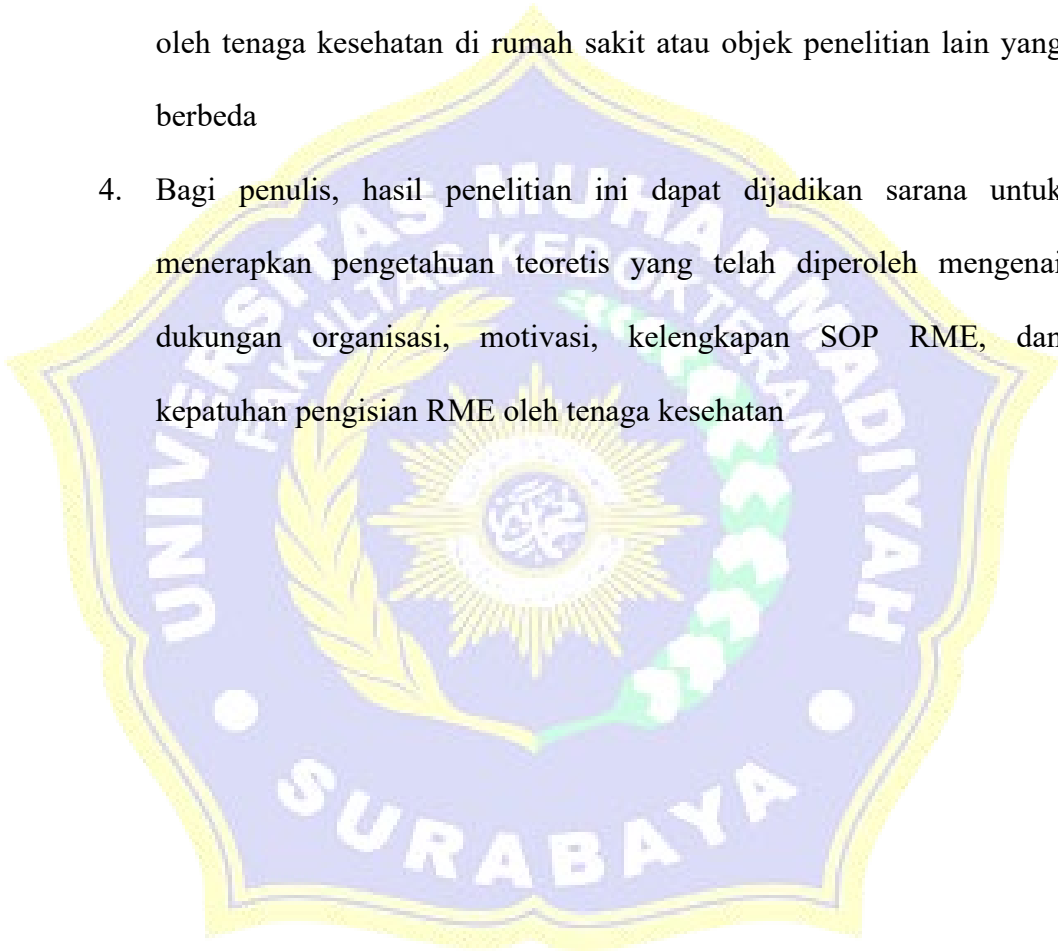 oleh tenaga kesehatan di rumah sakit atau objek penelitian lain yang
berbeda
4. Bagi penulis, hasil penelitian ini dapat dijadikan sarana untuk
menerapkan pengetahuan teoretis yang telah diperoleh mengenai
dukungan organisasi, motivasi, kelengkapan SOP RME, dan
kepatuhan pengisian RME oleh tenaga kesehatan
UNIVERSITAS MUHAMMADIYAH
FAKULTAS KEDOKTERAN
SURABAYA